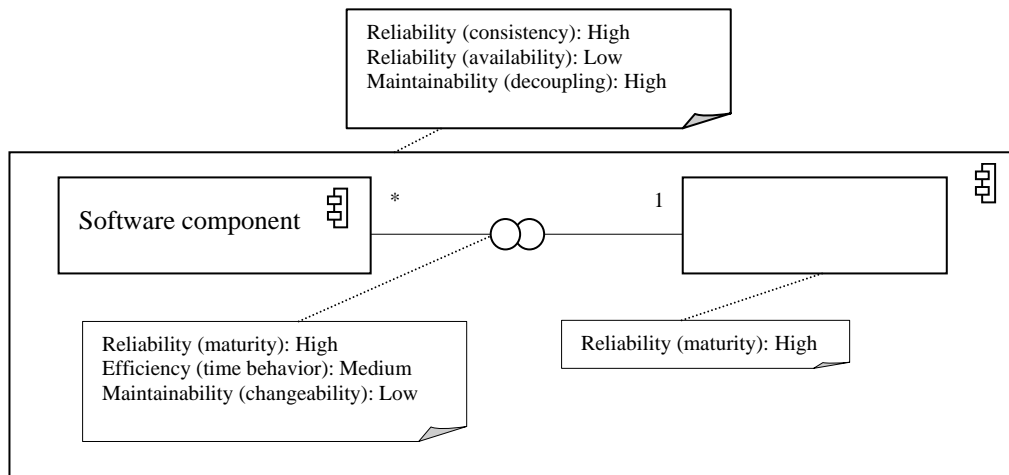 Reliability (consistency): High
Reliability (availability): Low
Maintainability (decoupling): High
Software component
*
1
Reliability (maturity): High
Efficiency (time behavior): Medium
Maintainability (changeability): Low
Reliability (maturity): High